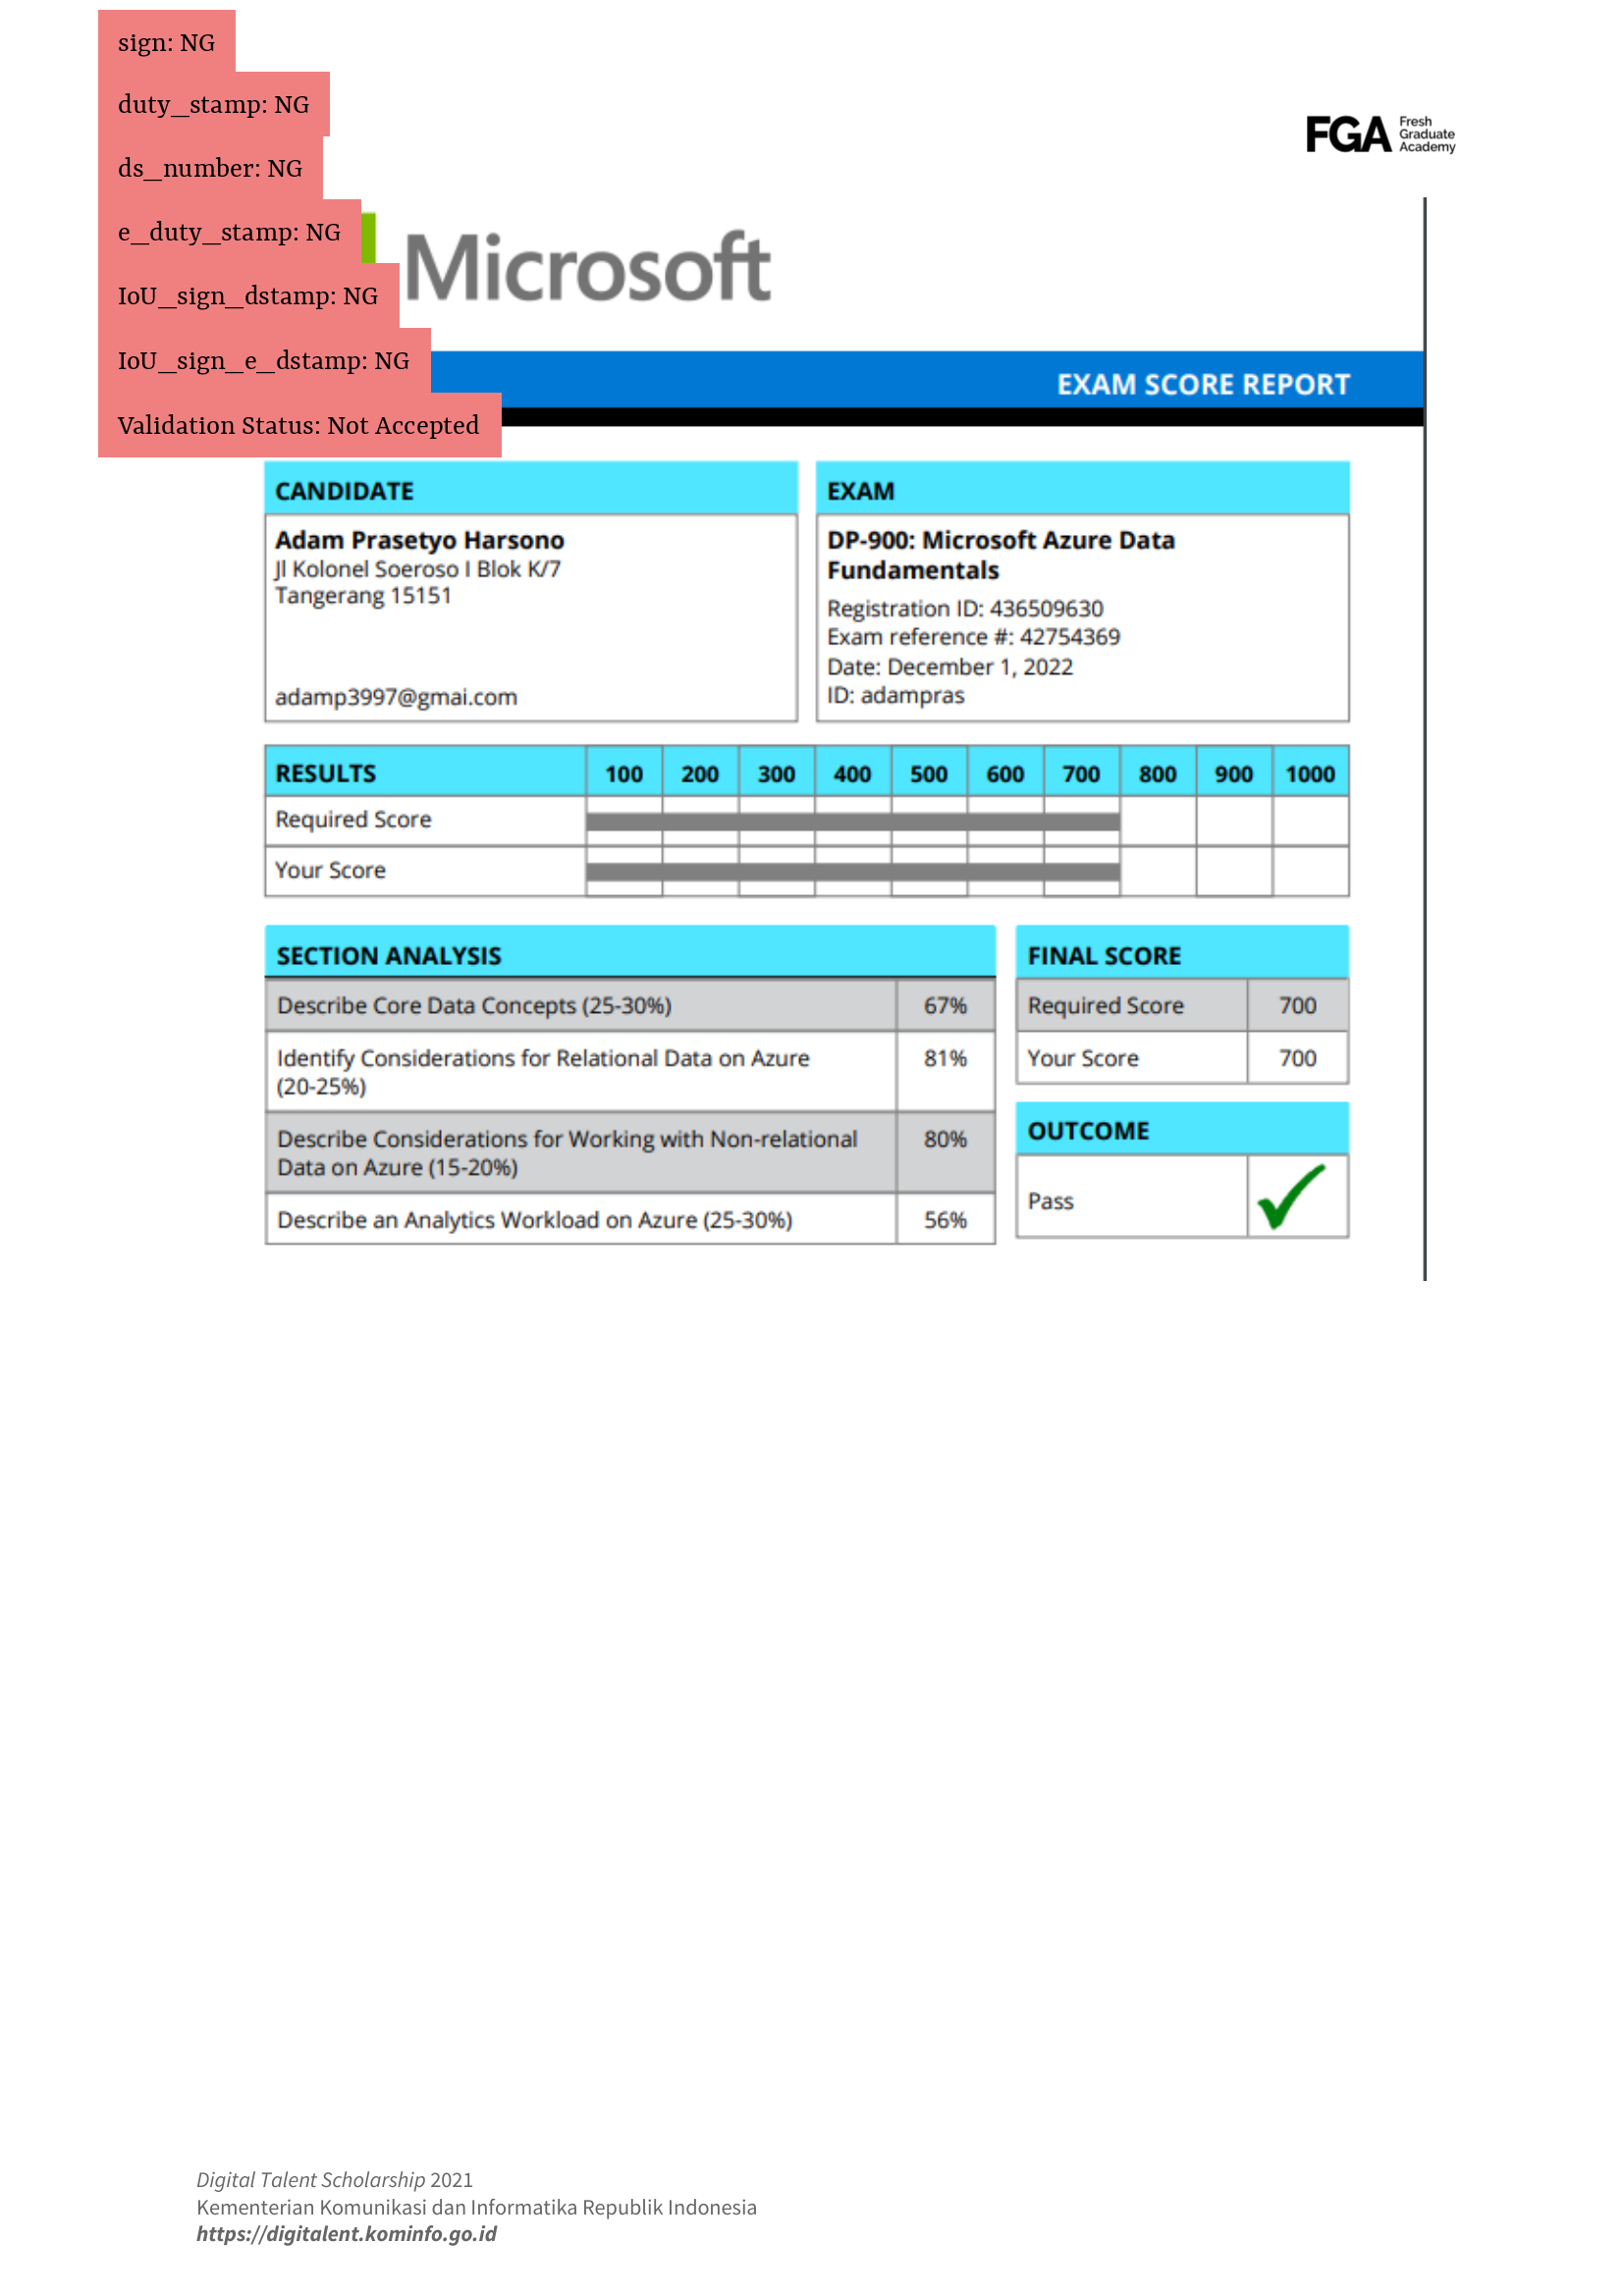 sign: NG
duty_stamp: NG
ds_number: NG
e_duty_stamp: NG
IoU_sign_dstamp: NG
IoU_sign_e_dstamp: NG
Validation Status: Not Accepted
FGA Fresh
Graduate
Academy
Microsoft
EXAM SCORE REPORT
CANDIDATE
Adam Prasetyo Harsono
Jl Kolonel Soeroso I Blok K/7
Tangerang 15151
adamp3997@gmai.com
EXAM
DP-900: Microsoft Azure Data
Fundamentals
Registration ID: 436509630
Exam reference #: 42754369
Date: December 1, 2022
ID: adampras
RESULTS 100 200 300 400 500 600 700 800 900 1000
Required Score
Your Score
SECTION ANALYSIS
Describe Core Data Concepts (25-30%) 67%
Identify Considerations for Relational Data on Azure 81%
(20-25%)
Describe Considerations for Working with Non-relational 80%
Data on Azure (15-20%)
Describe an Analytics Workload on Azure (25-30%) 56%
FINAL SCORE
Required Score 700
Your Score 700
OUTCOME
Pass
Digital Talent Scholarship 2021
Kementerian Komunikasi dan Informatika Republik Indonesia
https://digitalent.kominfo.go.id